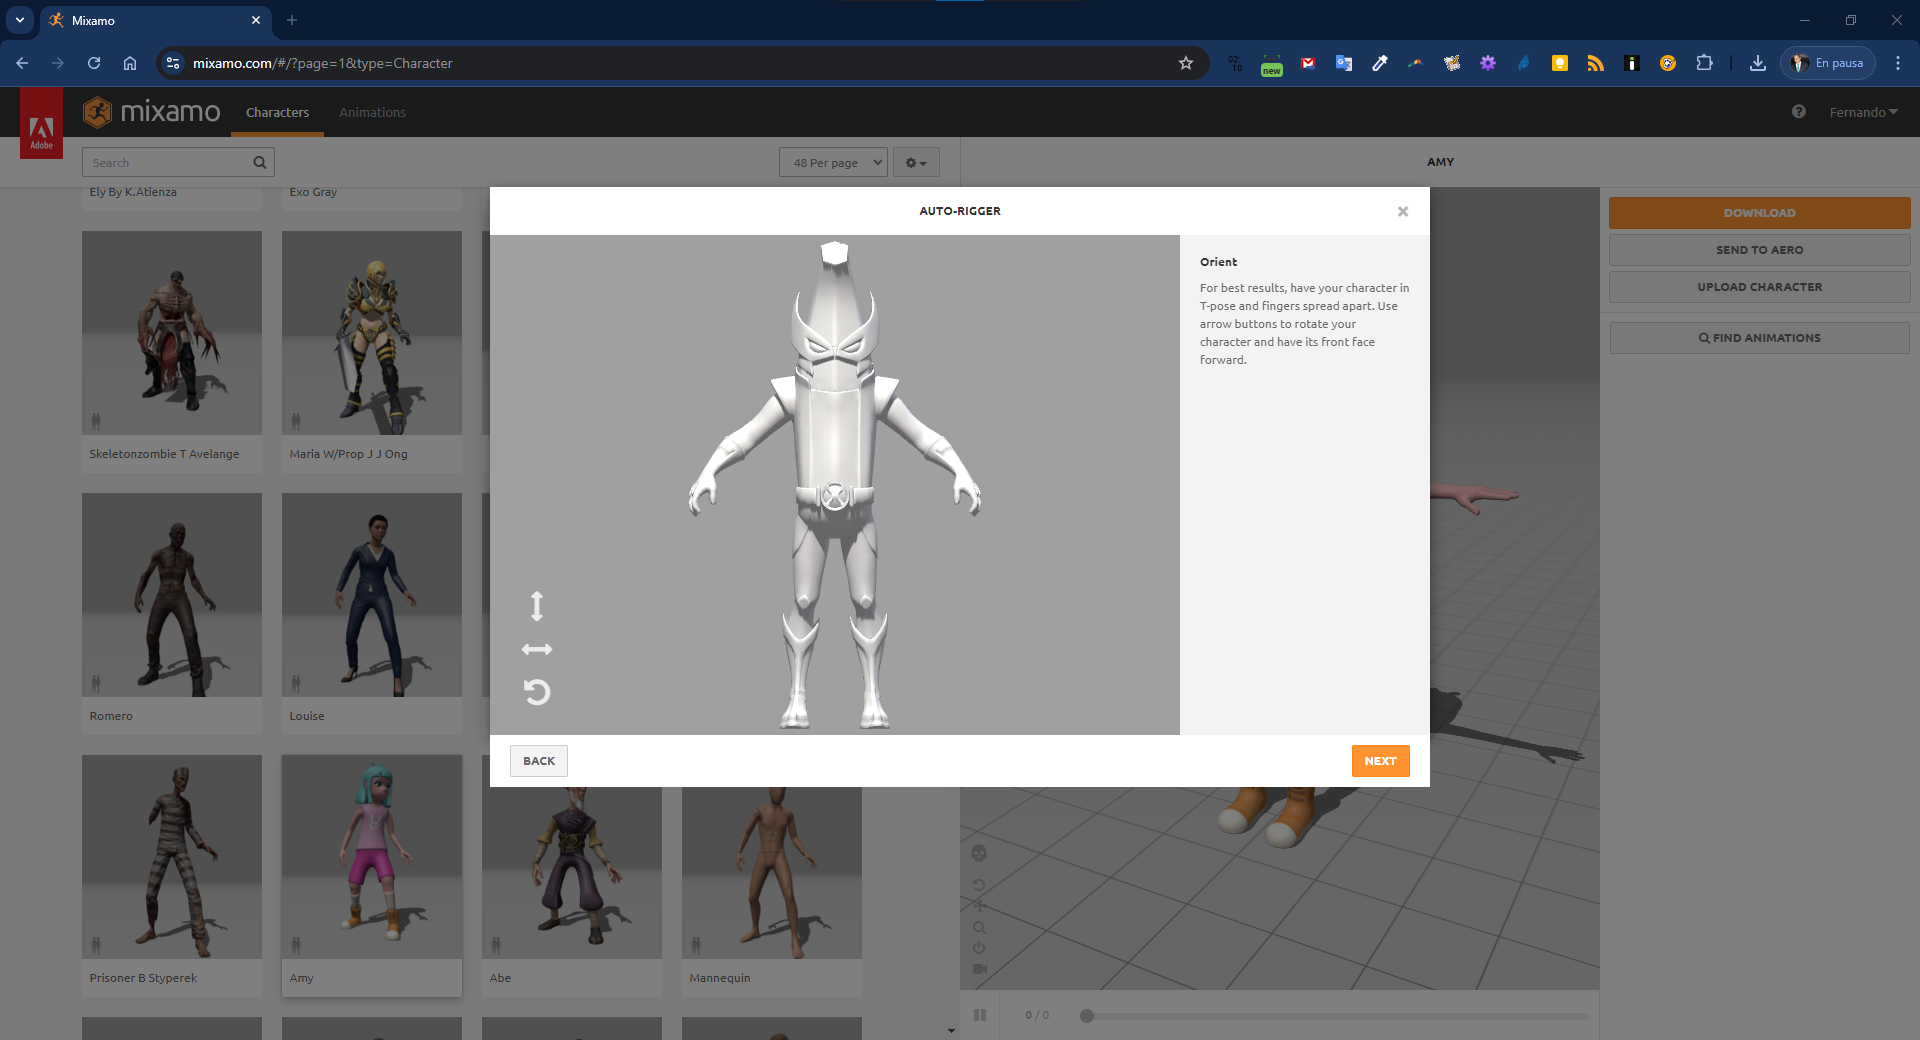 Mixamo
mixamo.com/#/?page=1&type=Character
02:
10
new
En pausa
Adobe
mixamo
Characters
Animations
Fernando
Search
48 Per page
AMY
Ely By K.Atienza
Exo Gray
AUTO-RIGGER
DOWNLOAD
SEND TO AERO
UPLOAD CHARACTER
FIND ANIMATIONS
Orient
For best results, have your character in
T-pose and fingers spread apart. Use
arrow buttons to rotate your
character and have its front face
forward.
Skeletonzombie T Avelange
Maria W/Prop J J Ong
Romero
Louise
BACK
NEXT
Prisoner B Styperek
Amy
Abe
Mannequin
0 / 0